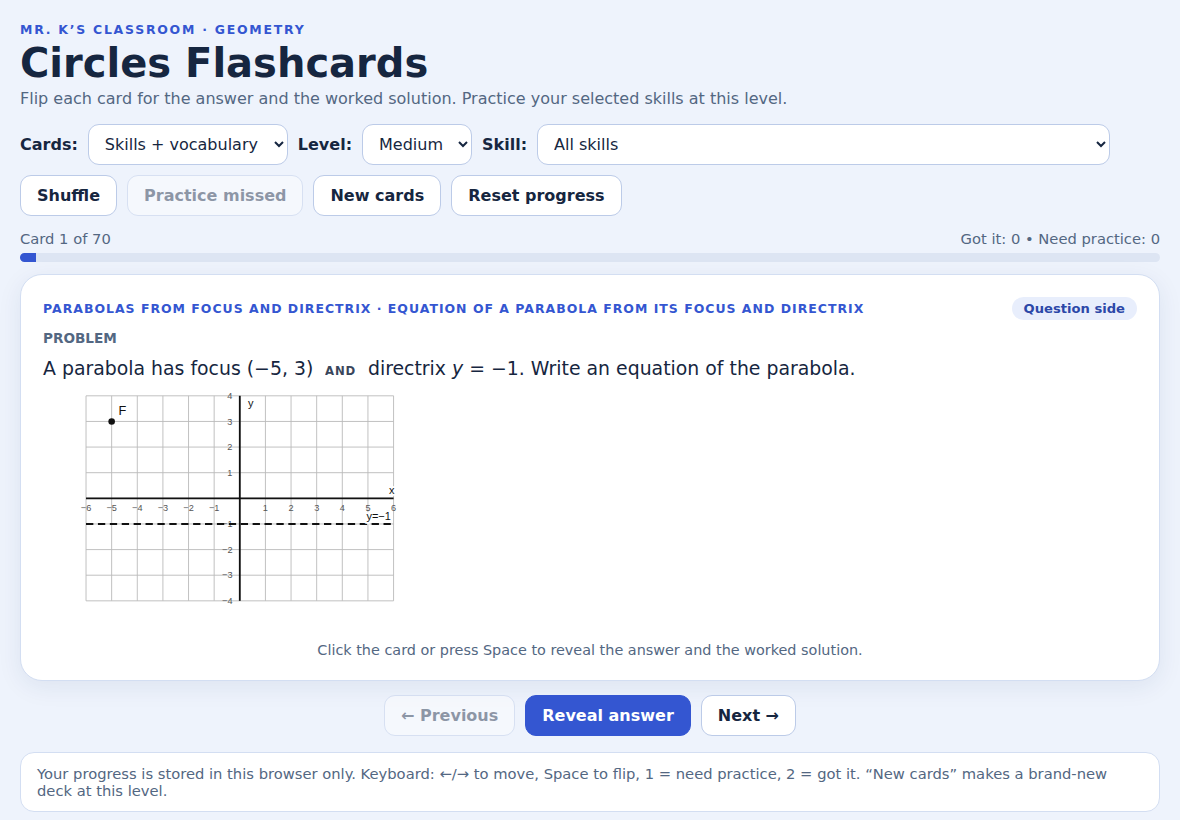 MR. K’S CLASSROOM · GEOMETRY
Circles Flashcards
Flip each card for the answer and the worked solution. Practice your selected skills at this level.
Cards: Skills + vocabulary Level: Medium Skill: All skills
Shuffle Practice missed New cards Reset progress
Card 1 of 70 Got it: 0 • Need practice: 0
PARABOLAS FROM FOCUS AND DIRECTRIX · EQUATION OF A PARABOLA FROM ITS FOCUS AND DIRECTRIX Question side
PROBLEM
A parabola has focus (−5, 3) AND directrix y = −1. Write an equation of the parabola.
4
y
F
3
2
1
x
−6 −5 −4 −3 −2 −1 1 2 3 4 5 6
y=−1
−1
−2
−3
−4
Click the card or press Space to reveal the answer and the worked solution.
← Previous Reveal answer Next →
Your progress is stored in this browser only. Keyboard: ←/→ to move, Space to flip, 1 = need practice, 2 = got it. “New cards” makes a brand-new
deck at this level.